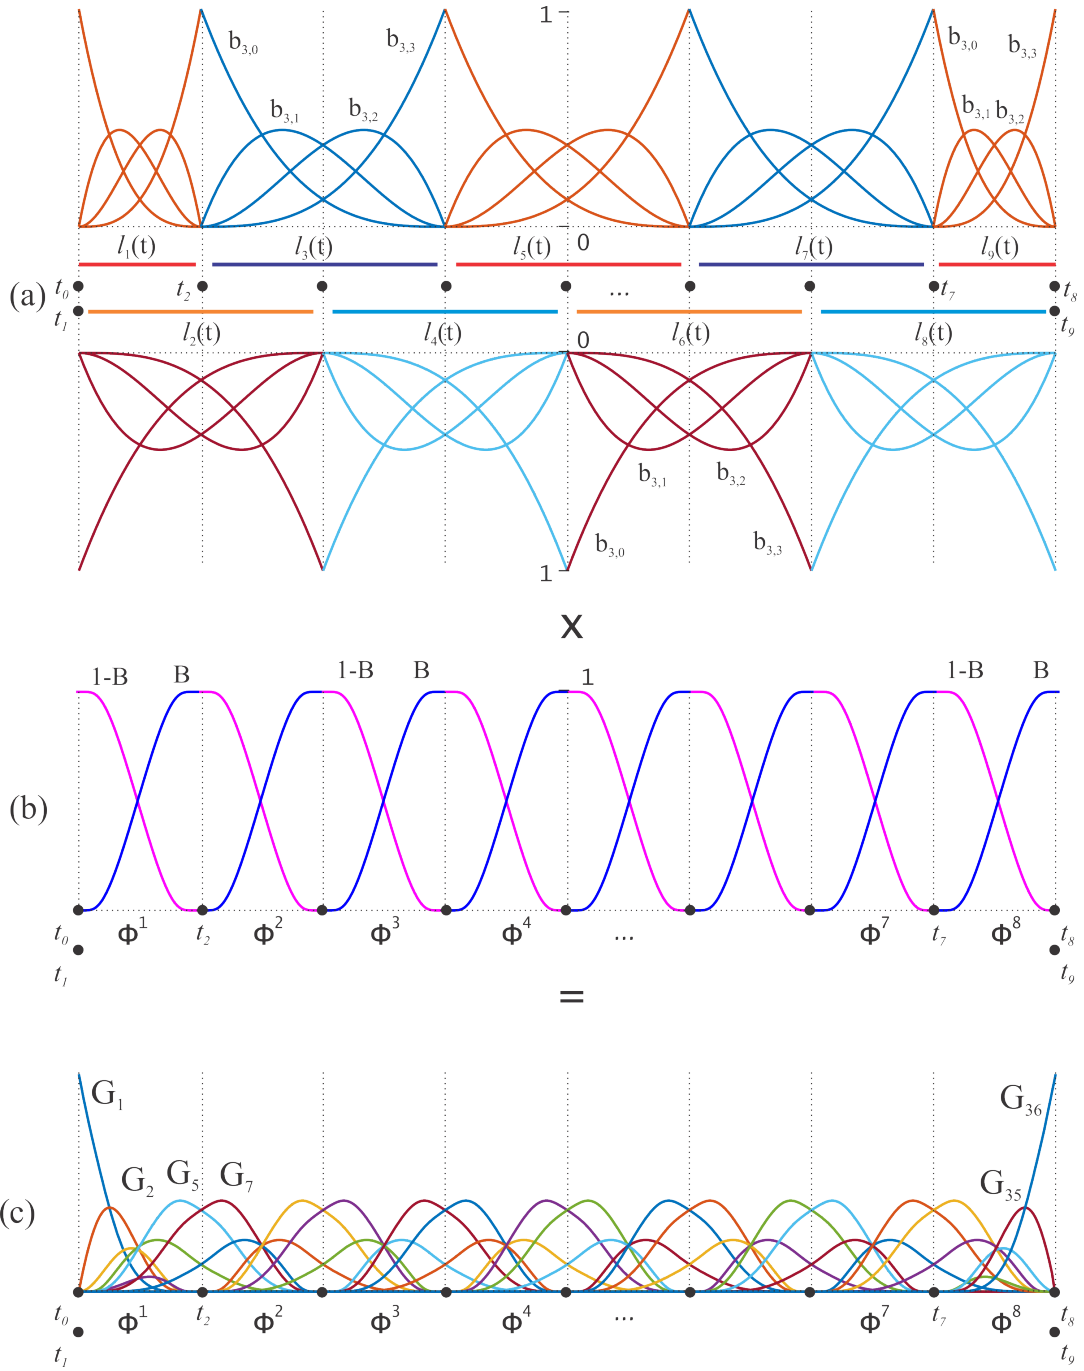 1
b3,0 b3,3 b3,0 b3,3
b3,1 b3,2 b3,1 b3,2
0
l1(t) l3(t) l5(t) l7(t) l9(t)
(a) t0 t2 ... t7 t8
t1 t9
l2(t) l4(t) l6(t) l8(t)
0
b3,1 b3,2
b3,0 b3,3
1
x
1-B B 1-B B 1 1-B B
(b)
t0 Φ1 t2 Φ2 Φ3 Φ4 ... Φ7 t7 Φ8 t8
t1 t9
=
G1 G36
G2 G5 G7 G35
(c)
t0 Φ1 t2 Φ2 Φ3 Φ4 ... Φ7 t7 Φ8 t8
t1 t9